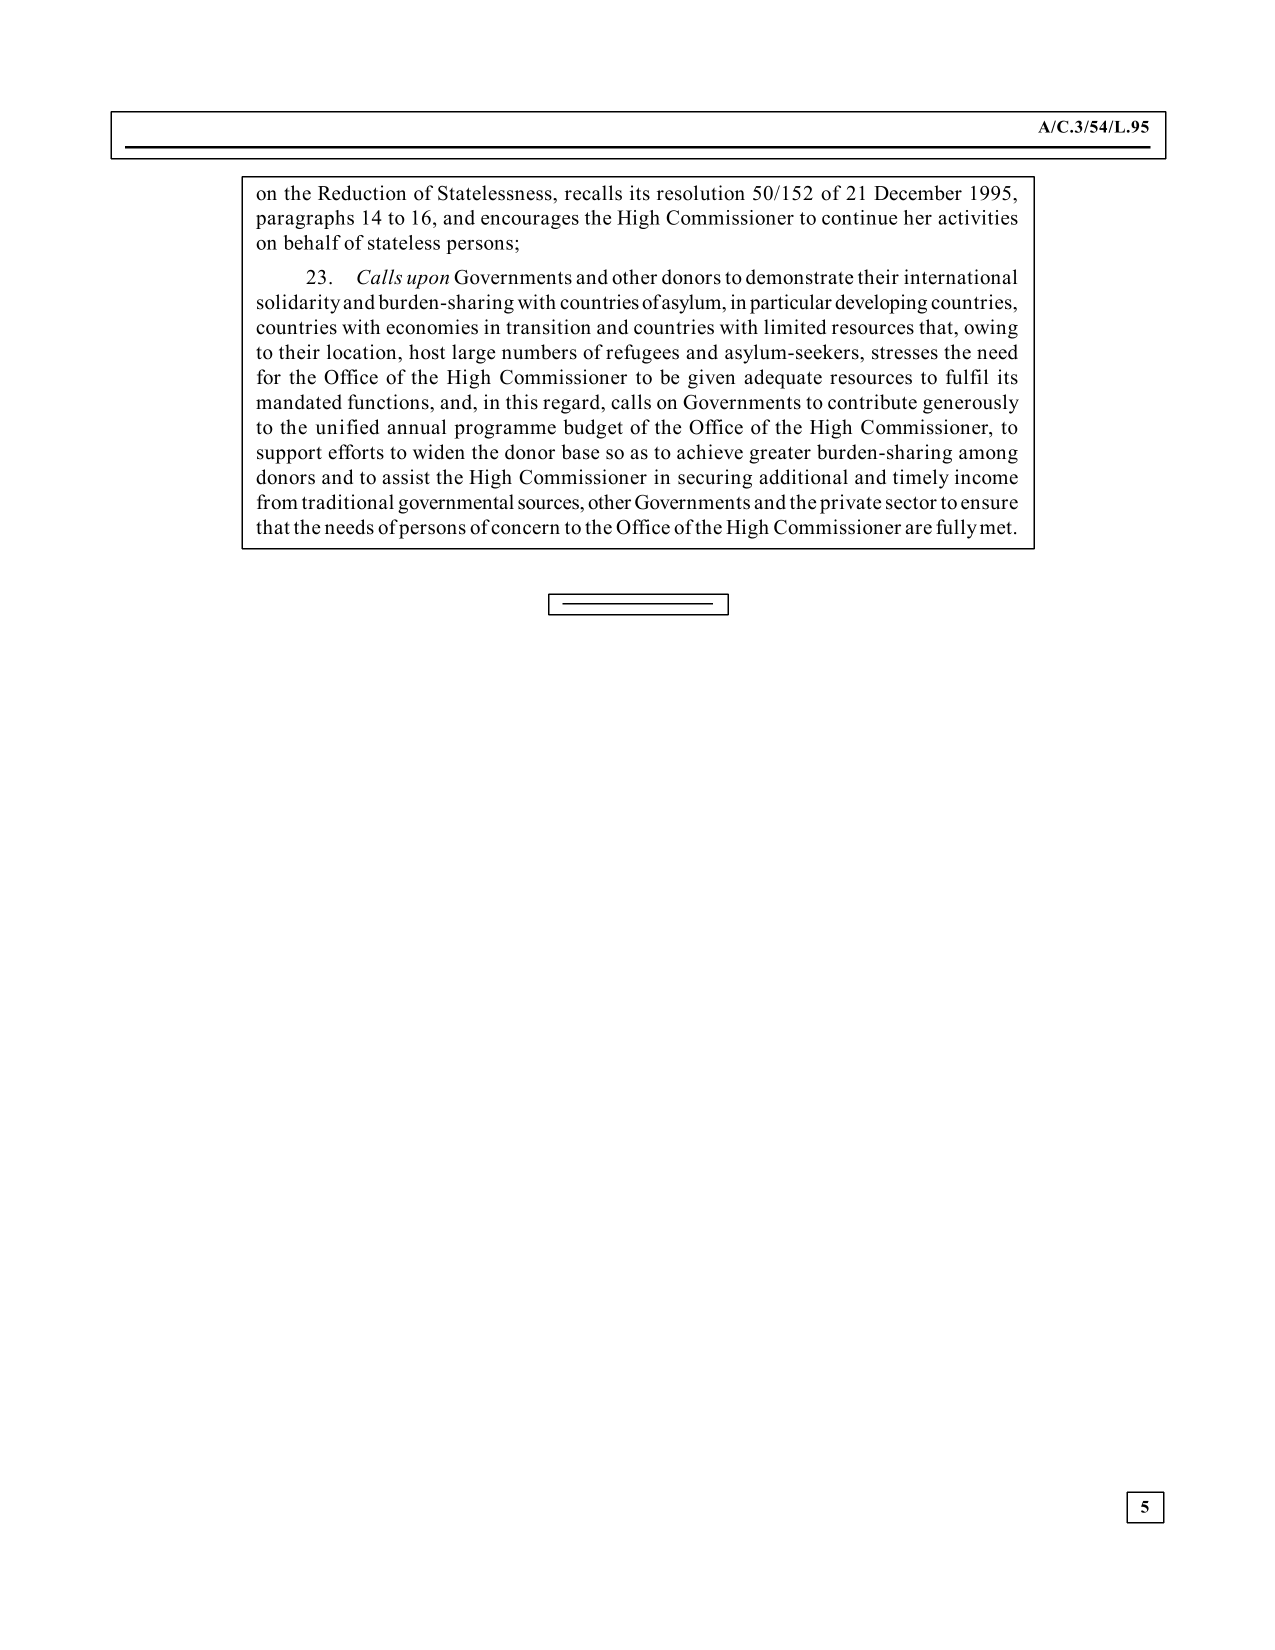 A/C.3/54/L.95
on the Reduction of Statelessness, recalls its resolution 50/152 of 21 December 1995,
paragraphs 14 to 16, and encourages the High Commissioner to continue her activities
on behalf of stateless persons;
23. Calls upon Governments and other donors to demonstrate their international
solidarity and burden-sharing with countries of asylum, in particular developing countries,
countries with economies in transition and countries with limited resources that, owing
to their location, host large numbers of refugees and asylum-seekers, stresses the need
for the Office of the High Commissioner to be given adequate resources to fulfil its
mandated functions, and, in this regard, calls on Governments to contribute generously
to the unified annual programme budget of the Office of the High Commissioner, to
support efforts to widen the donor base so as to achieve greater burden-sharing among
donors and to assist the High Commissioner in securing additional and timely income
from traditional governmental sources, other Governments and the private sector to ensure
that the needs of persons of concern to the Office of the High Commissioner are fully met.
5